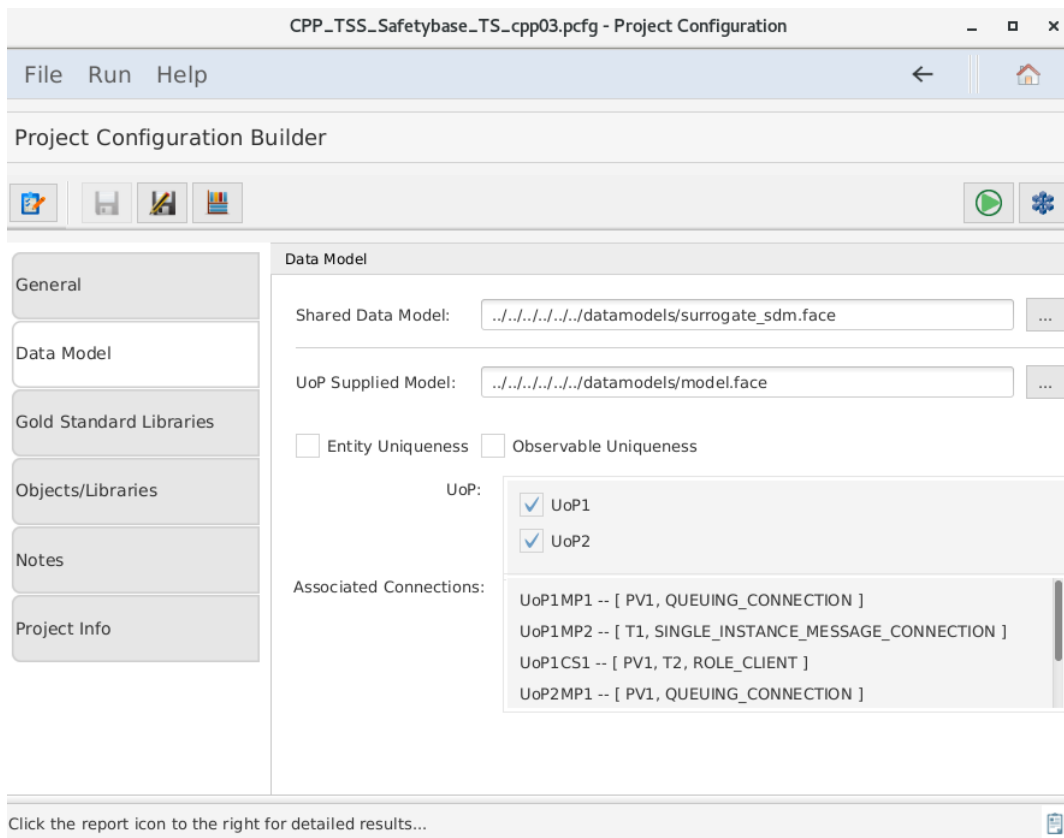 CPP_TSS_Safetybase_TS_cpp03.pcfg - Project Configuration
File Run Help
Project Configuration Builder
General
Data Model
Gold Standard Libraries
Objects/Libraries
Notes
Project Info
Data Model
Shared Data Model: ../../../../../../datamodels/surrogate_sdm.face ...
UoP Supplied Model: ../../../../../../datamodels/model.face ...
Entity Uniqueness Observable Uniqueness
UoP:
UoP1
UoP2
Associated Connections:
UoP1MP1 -- [ PV1, QUEUING_CONNECTION ]
UoP1MP2 -- [ T1, SINGLE_INSTANCE_MESSAGE_CONNECTION ]
UoP1CS1 -- [ PV1, T2, ROLE_CLIENT ]
UoP2MP1 -- [ PV1, QUEUING_CONNECTION ]
Click the report icon to the right for detailed results...